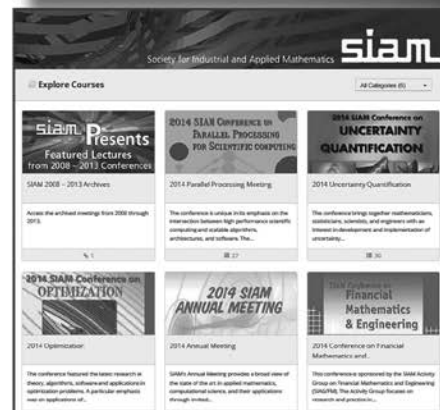 Society for Industrial and Applied Mathematics siam
Explore Courses
All Categories (6)
siam Presents
Featured Lectures
from 2008 – 2013 Conferences
SIAM 2008 – 2013 Archives
Access the archived meetings from 2008 through
2013.
1
2014 SIAM CONFERENCE ON
PARALLEL PROCESSING
FOR SCIENTIFIC COMPUTING
2014 Parallel Processing Meeting
The conference is unique in its emphasis on the
intersection between high performance scientific
computing and scalable algorithms,
architectures, and software. The...
27
2014 SIAM Conference on
UNCERTAINTY
QUANTIFICATION
2014 Uncertainty Quantification
The conference brings together mathematicians,
statisticians, scientists, and engineers with an
interest in development and implementation of
uncertainty...
30
2014 SIAM Conference on
OPTIMIZATION
2014 Optimization
The conference featured the latest research in
theory, algorithms, software and applications in
optimization problems. A particular emphasis
was on applications of...
2014 SIAM
ANNUAL MEETING
2014 Annual Meeting
SIAM's Annual Meeting provides a broad view of
the state of the art in applied mathematics,
computational science, and their applications
through invited...
Financial
Mathematics
& Engineering
2014 Conference on Financial
Mathematics and...
This conference is sponsored by the SIAM Activity
Group on Financial Mathematics and Engineering
(SIAG/FM). The Activity Group focuses on
research and practice in...